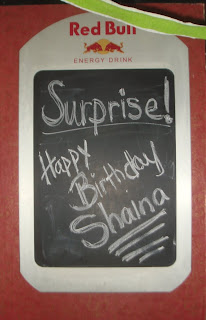 Red Bull
ENERGY DRINK
Surprise!
Happy
Birthday
Shaina